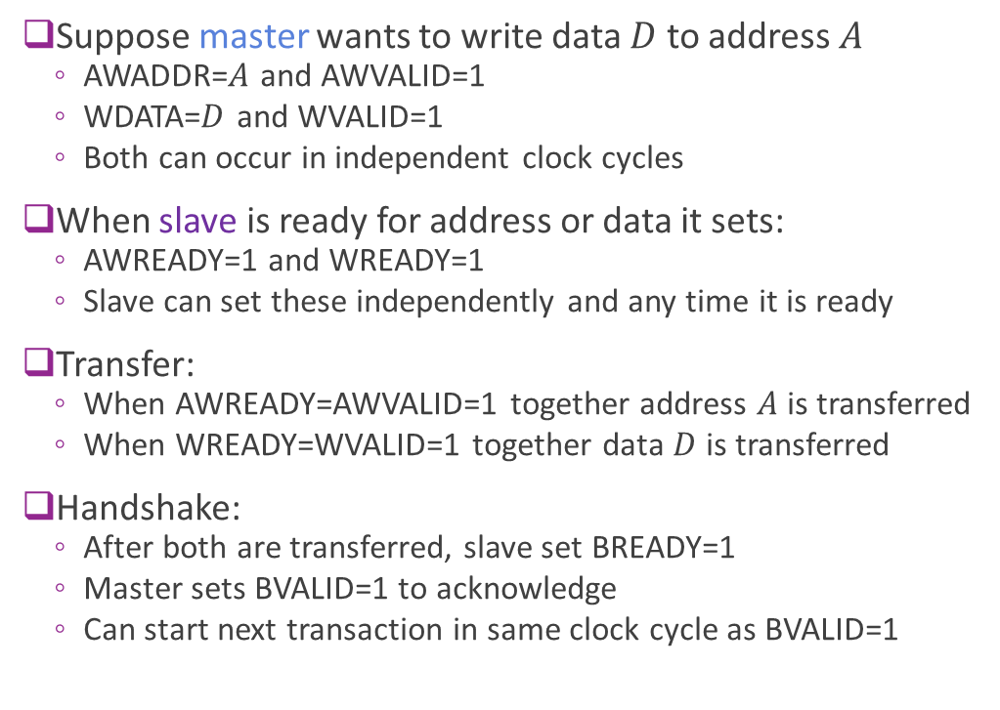 ❑Suppose master wants to write data D to address A
◦ AWADDR=A and AWVALID=1
◦ WDATA=D and WVALID=1
◦ Both can occur in independent clock cycles
❑When slave is ready for address or data it sets:
◦ AWREADY=1 and WREADY=1
◦ Slave can set these independently and any time it is ready
❑Transfer:
◦ When AWREADY=AWVALID=1 together address A is transferred
◦ When WREADY=WVALID=1 together data D is transferred
❑Handshake:
◦ After both are transferred, slave set BREADY=1
◦ Master sets BVALID=1 to acknowledge
◦ Can start next transaction in same clock cycle as BVALID=1